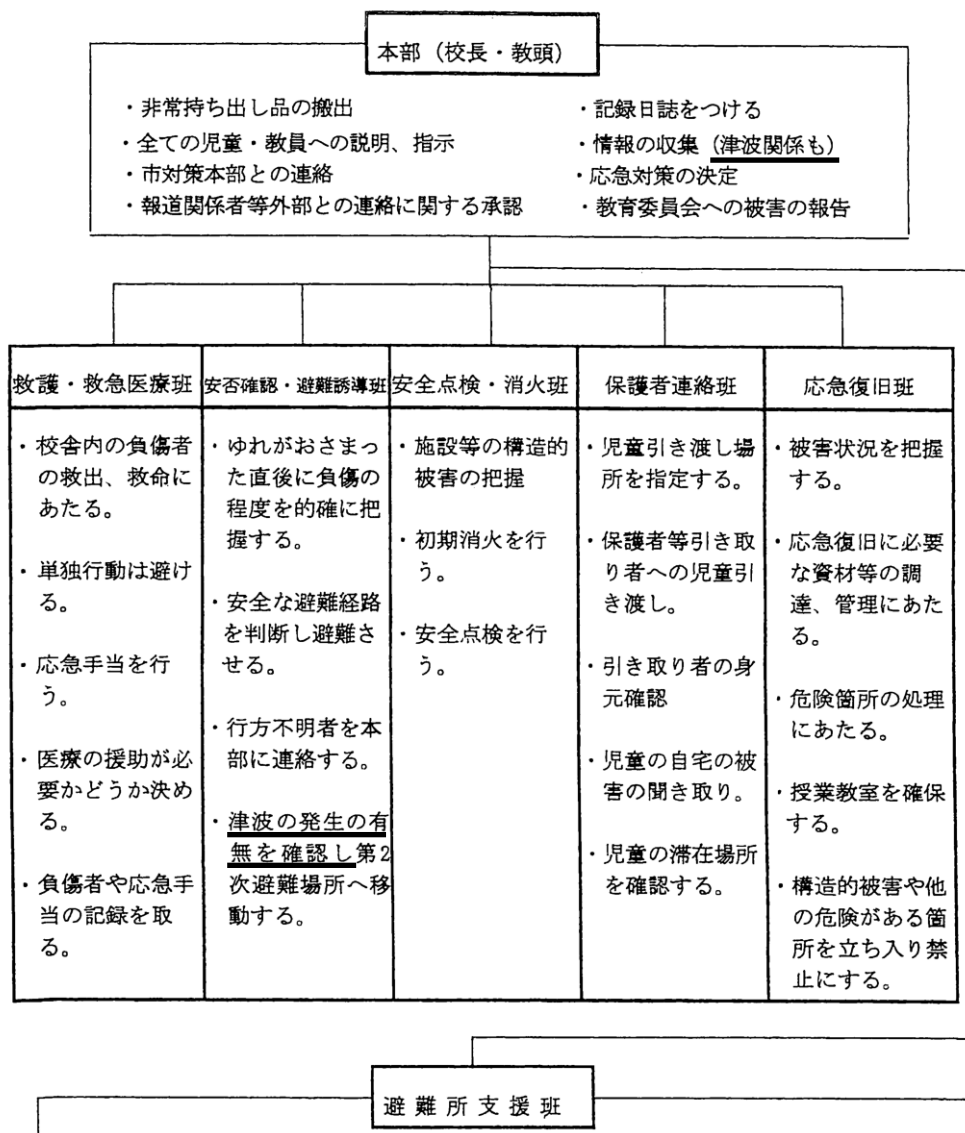 本部（校長・教頭）
・非常持ち出し品の搬出
・全ての児童・教員への説明、指示
・市対策本部との連絡
・報道関係者等外部との連絡に関する承認
・記録日誌をつける
・情報の収集（津波関係も）
・応急対策の決定
・教育委員会への被害の報告
救護・救急医療班
・校舎内の負傷者
の救出、救命に
あたる。
・単独行動は避け
る。
・応急手当を行
う。
・医療の援助が必
要かどうか決め
る。
・負傷者や応急手
当の記録を取
る。
安否確認・避難誘導班
・ゆれがおさまっ
た直後に負傷の
程度を的確に把
握する。
・安全な避難経路
を判断し避難さ
せる。
・行方不明者を本
部に連絡する。
・津波の発生の有
無を確認し第2
次避難場所へ移
動する。
安全点検・消火班
・施設等の構造的
被害の把握
・初期消火を行
う。
・安全点検を行
う。
保護者連絡班
・児童引き渡し場
所を指定する。
・保護者等引き取
り者への児童引
き渡し。
・引き取り者の身
元確認
・児童の自宅の被
害の聞き取り。
・児童の滞在場所
を確認する。
応急復旧班
・被害状況を把握
する。
・応急復旧に必要
な資材等の調
達、管理にあた
る。
・危険箇所の処理
にあたる。
・授業教室を確保
する。
・構造的被害や他
の危険がある箇
所を立ち入り禁
止にする。
避難所支援班